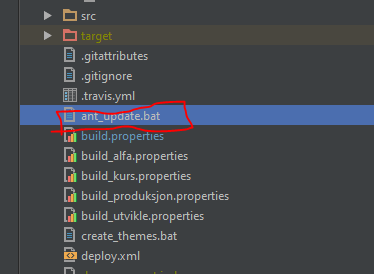 src
target
.gitattributes
.gitignore
.travis.yml
ant_update.bat
build.properties
build_alfa.properties
build_kurs.properties
build_produksjon.properties
build_utvikle.properties
create_themes.bat
deploy.xml